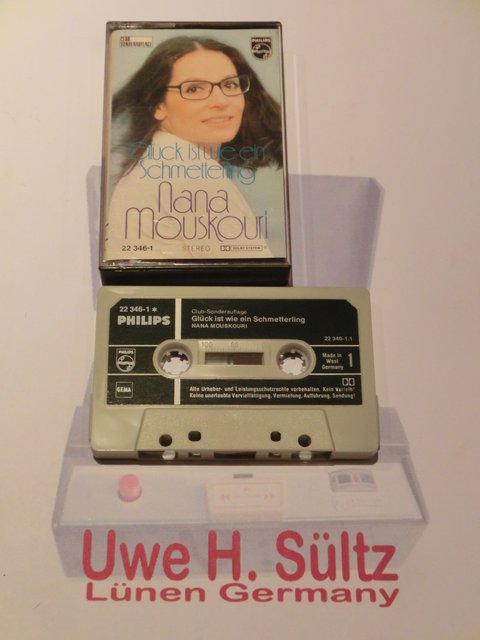 CLUB
SONDERAUFLAGE
PHILIPS
Glück ist wie ein
Schmetterling
Nana
Mouskouri
22 346-1 STEREO DOLBY SYSTEM
22 346-1 *
PHILIPS
Club-Sonderauflage
Glück ist wie ein Schmetterling
NANA MOUSKOURI
22 346-1.1
100 50
PHILIPS
Made in
West
Germany
1
GEMA
Alle Urheber- und Leistungsschutzrechte vorbehalten. Kein Verleih!
Keine unerlaubte Vervielfältigung, Vermietung, Aufführung, Sendung!
Uwe H. Sültz
Lünen Germany